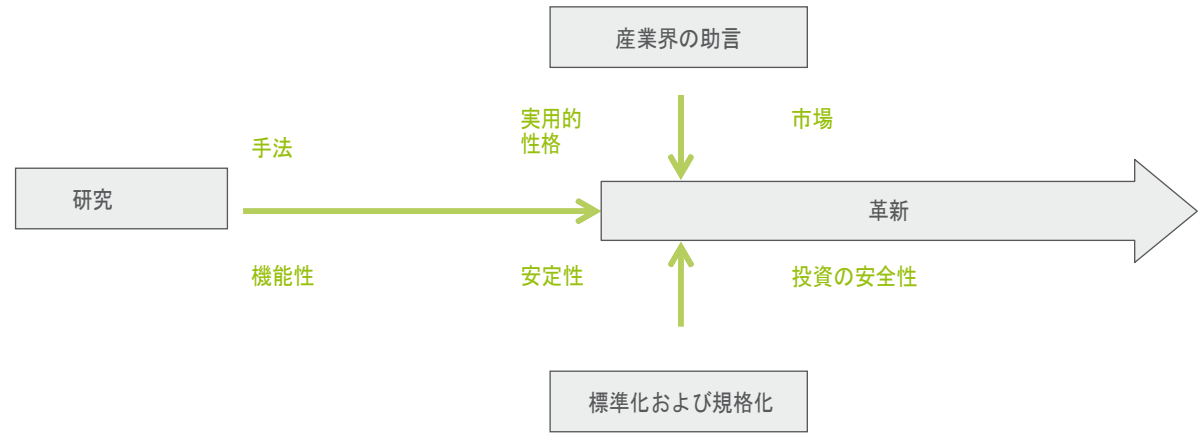 産業界の助言
実用的
性格
市場
手法
研究
革新
機能性
安定性
投資の安全性
標準化および規格化